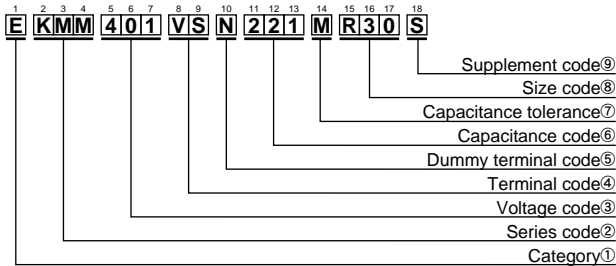 1 2 3 4 5 6 7 8 9 10 11 12 13 14 15 16 17 18
E KMM 401 VS N 221 M R30 S
Supplement code⑨
Size code⑧
Capacitance tolerance⑦
Capacitance code⑥
Dummy terminal code⑤
Terminal code④
Voltage code③
Series code②
Category①